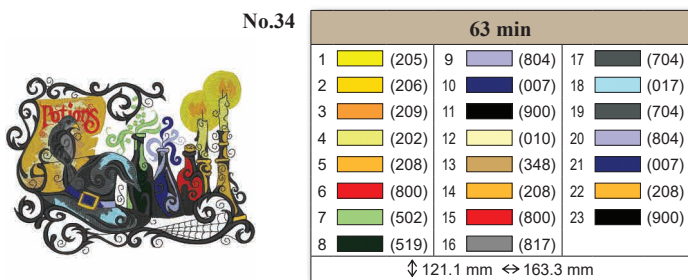 No.34
Potions
63 min
1 (205) 9 (804) 17 (704)
2 (206) 10 (007) 18 (017)
3 (209) 11 (900) 19 (704)
4 (202) 12 (010) 20 (804)
5 (208) 13 (348) 21 (007)
6 (800) 14 (208) 22 (208)
7 (502) 15 (800) 23 (900)
8 (519) 16 (817)
121.1 mm 163.3 mm